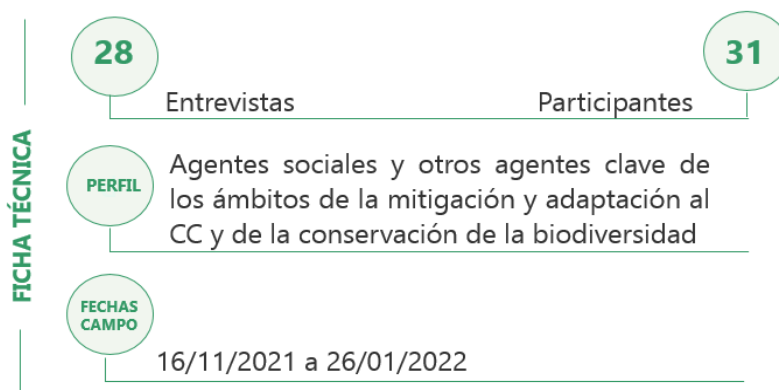 FICHA TÉCNICA
28
31
Entrevistas
Participantes
PERFIL
Agentes sociales y otros agentes clave de
los ámbitos de la mitigación y adaptación al
CC y de la conservación de la biodiversidad
FECHAS
CAMPO
16/11/2021 a 26/01/2022